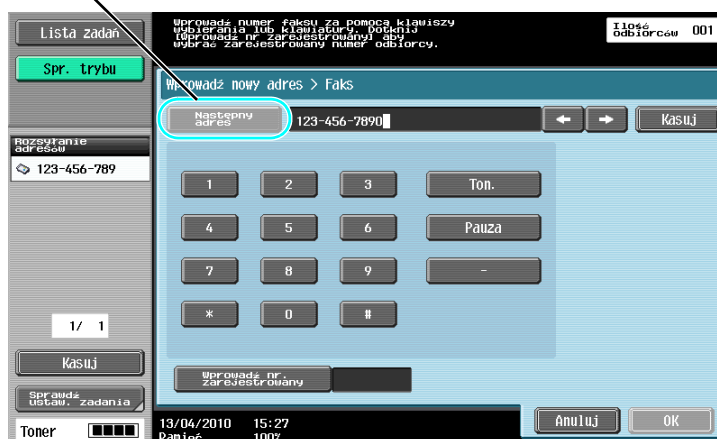 Lista zadań
Spr. trybu
Wprowadź numer faksu za pomocą klawiszy
wybierania lub klawiatury. Dotknij
[Wprowadź nr zarejestrowany] aby
wybrać zarejestrowany numer odbiorcy.
Ilość
odbiorców 001
Wprowadź nowy adres > Faks
Następny
adres
123-456-7890
← → Kasuj
Rozsyłanie
adresów
123-456-789
1 2 3 Ton.
4 5 6 Pauza
7 8 9 -
* 0 #
1/ 1
Kasuj
Wprowadź nr.
zarejestrowany
Sprawdź
ustaw. zadania
Anuluj OK
Toner
13/04/2010 15:27
Pamięć 100%